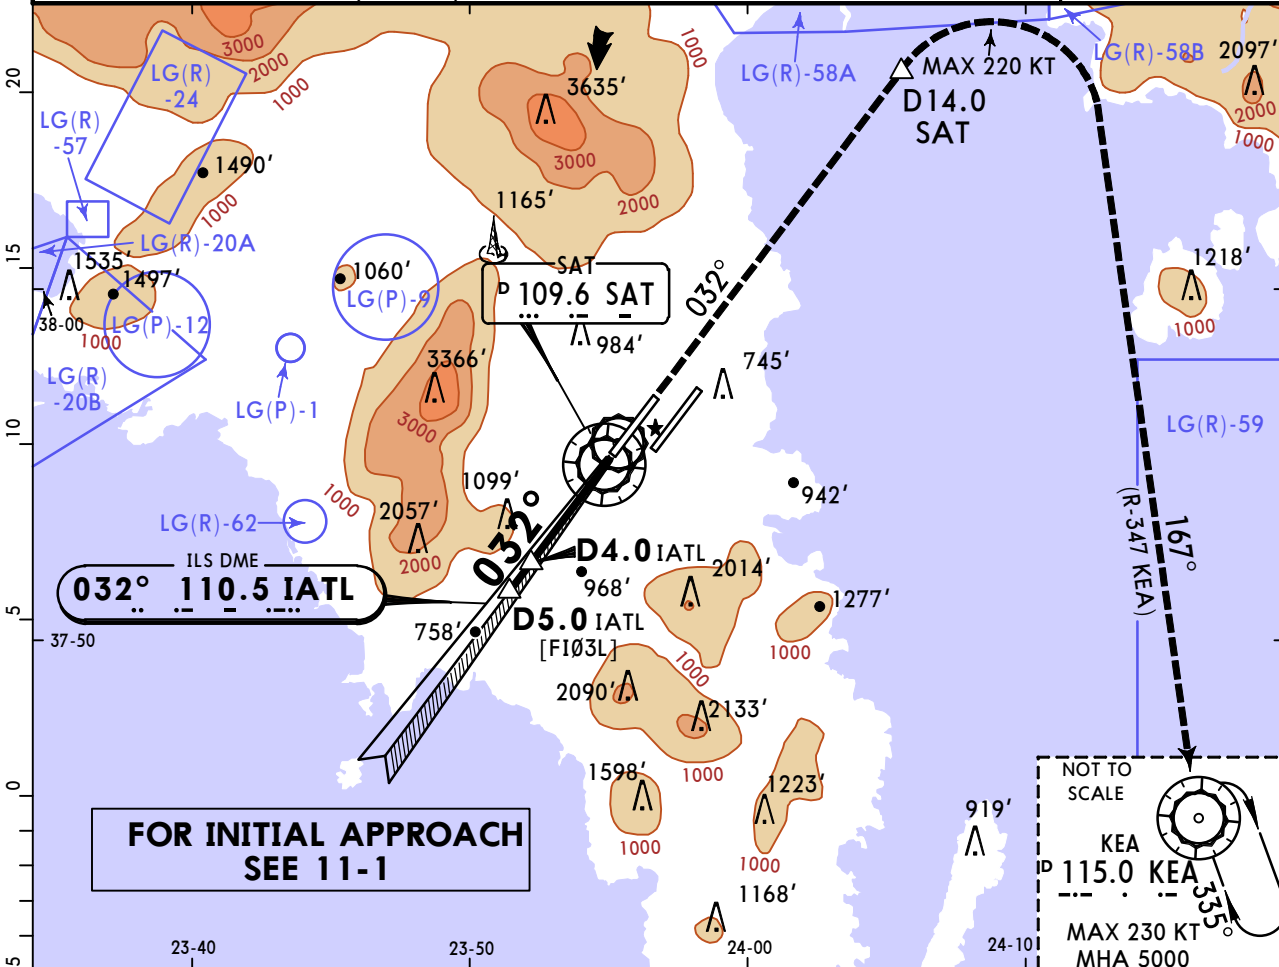 3000
2000
1000
LG(R)
-24
LG(R)
-57
1490'
1000
3635'
3000
2000
1000
LG(R)-58A
MAX 220 KT
D14.0
SAT
LG(R)-58B
2097'
2000
1000
20
1165'
LG(R)-20A
1535'
1497'
1060'
LG(P)-9
LG(P)-12
38-00
1000
15
SAT
D 109.6 SAT
984'
032°
1218'
1000
LG(R)
-20B
LG(P)-1
3366'
3000
745'
LG(R)-59
10
1000
1099'
2057'
2000
942'
LG(R)-62
032°
ILS DME
032° 110.5 IATL
D4.0 IATL
968'
2014'
1277'
1000
D5.0 IATL
[FIØ3L]
758'
167°
(R-347 KEA)
5
37-50
1000
2090'
2133'
1000
0
1598'
1000
1223'
1000
919'
1168'
FOR INITIAL APPROACH
SEE 11-1
NOT TO
SCALE
KEA
D 115.0 KEA
335°
MAX 230 KT
MHA 5000
5
23-40
23-50
24-00
24-10